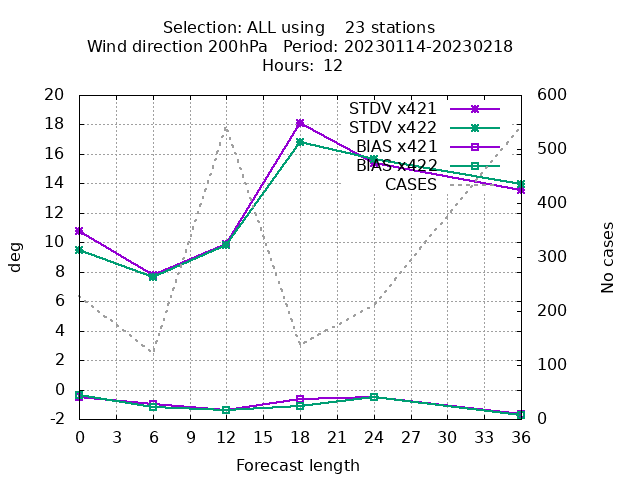 Selection: ALL using    23 stations
Wind direction 200hPa   Period: 20230114-20230218
Hours:  12
STDV x421
STDV x422
BIAS x421
BIAS x422
CASES
20
18
16
14
12
10
8
6
4
2
0
-2
deg
600
500
400
300
200
100
0
No cases
0 3 6 9 12 15 18 21 24 27 30 33 36
Forecast length